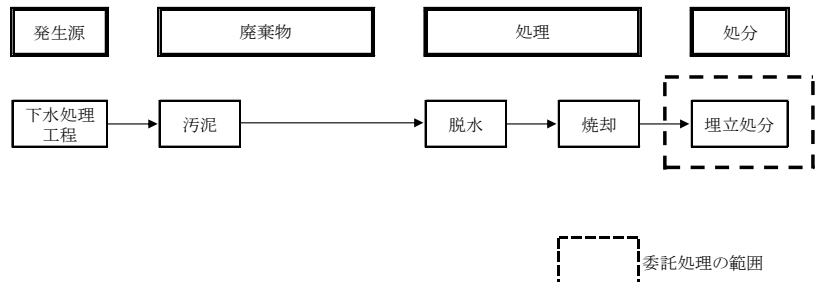 発生源
廃棄物
処理
処分
下水処理
工程
汚泥
脱水
焼却
埋立処分
委託処理の範囲